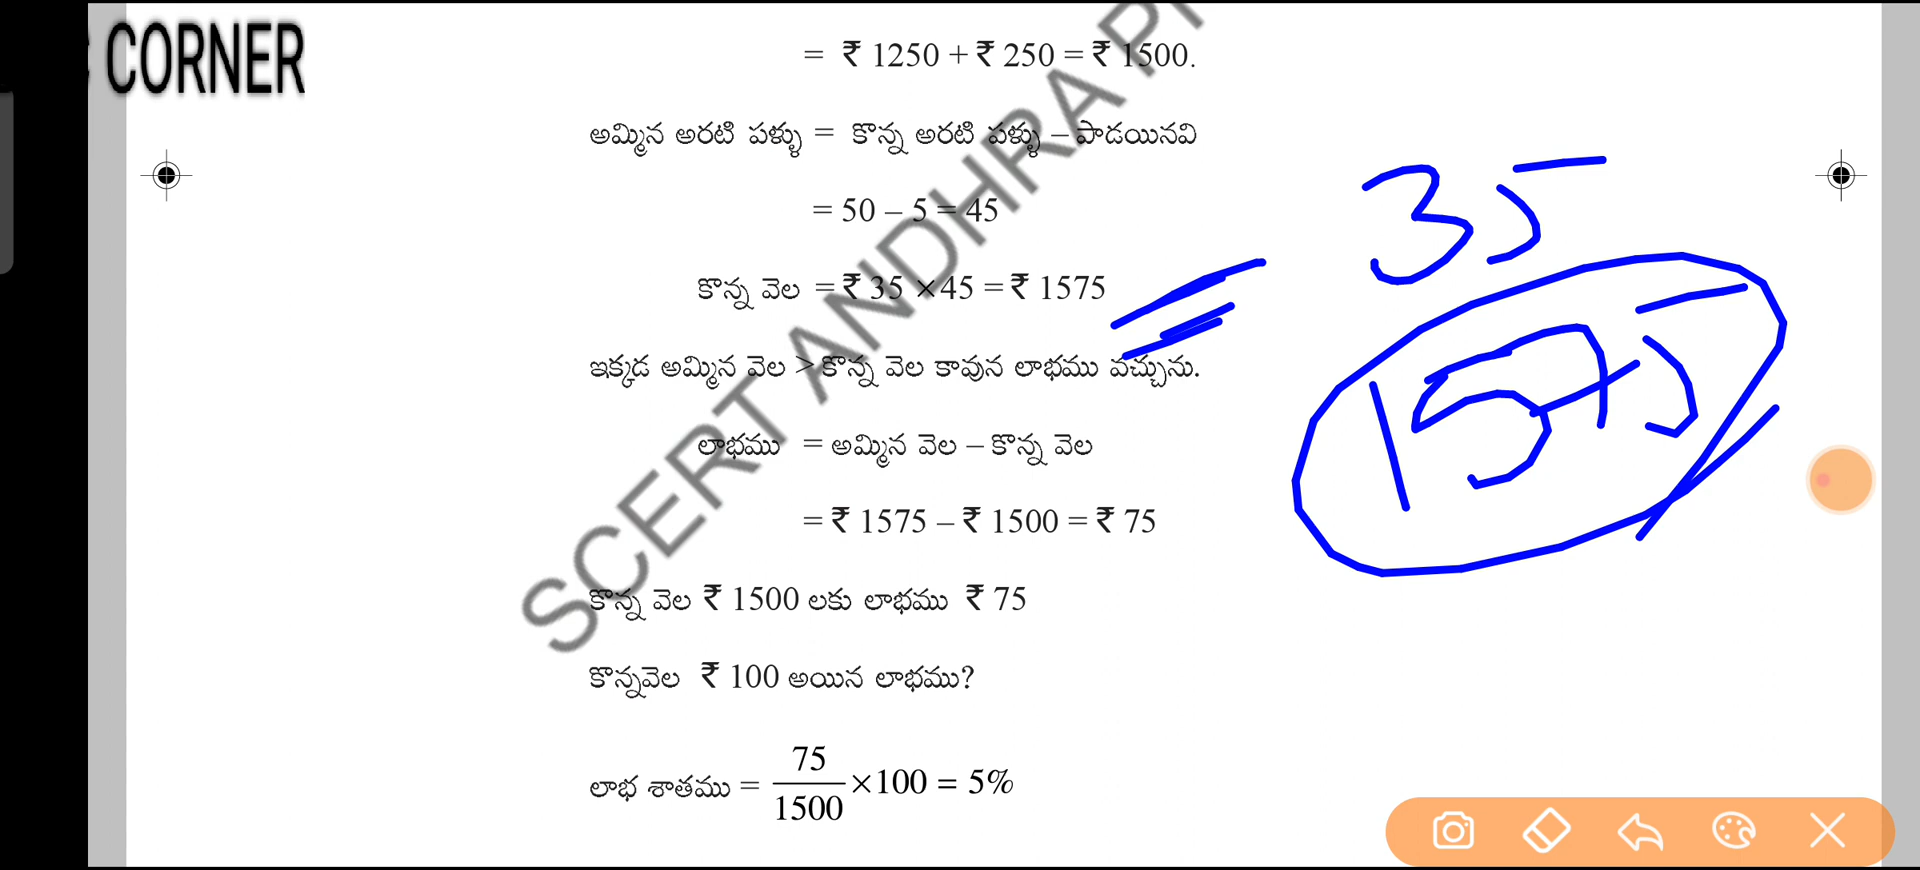 CORNER
= ₹ 1250 + ₹ 250 = ₹ 1500.
అమ్మిన అరటి పళ్ళు = కొన్న అరటి పళ్ళు – పాడయినవి
= 50 – 5 = 45
కొన్న వెల = ₹ 35 × 45 = ₹ 1575
ఇక్కడ అమ్మిన వెల > కొన్న వెల కావున లాభము వచ్చును.
లాభము = అమ్మిన వెల – కొన్న వెల
= ₹ 1575 – ₹ 1500 = ₹ 75
కొన్న వెల ₹ 1500 లకు లాభము ₹ 75
కొన్నవెల ₹ 100 అయిన లాభము?
లాభ శాతము = 75/1500 ×100 = 5%
SCERT ANDHRA
35
1575